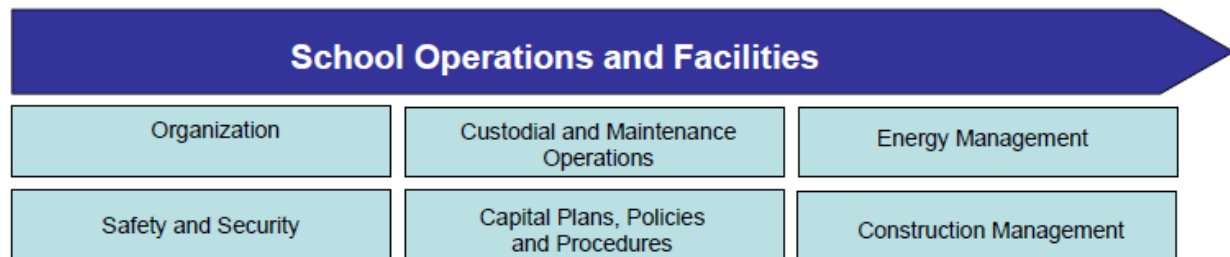 School Operations and Facilities
Organization
Custodial and Maintenance
Operations
Energy Management
Safety and Security
Capital Plans, Policies
and Procedures
Construction Management